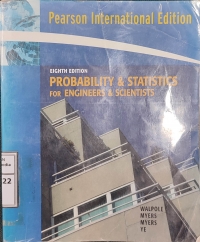 Pearson International Edition
EIGHTH EDITION
PROBABILITY & STATISTICS
FOR ENGINEERS & SCIENTISTS
WALPOLE
MYERS
MYERS
YE
22